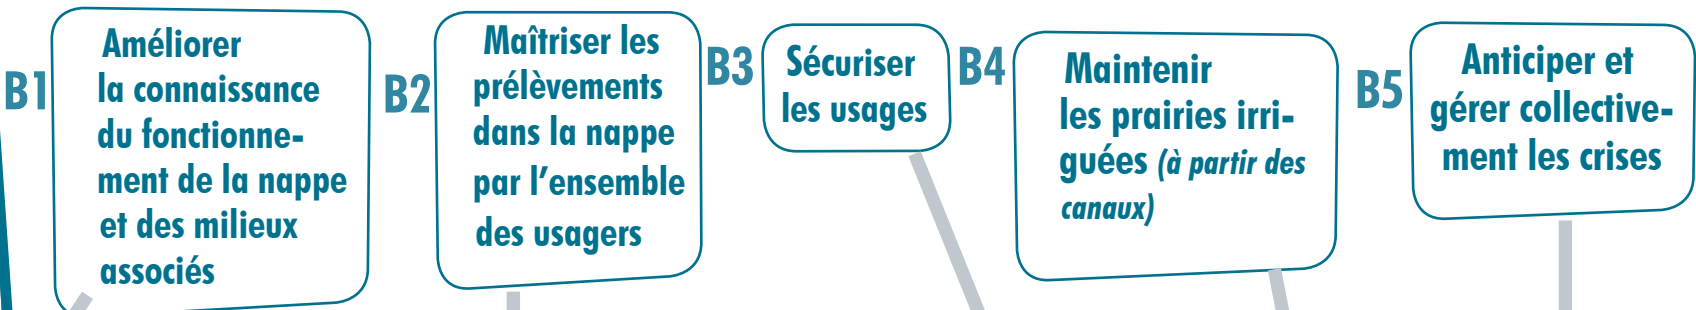 B1
Améliorer
la connaissance
du fonctionne-
ment de la nappe
et des milieux
associés
B2
Maîtriser les
prélèvements
dans la nappe
par l'ensemble
des usagers
B3
Sécuriser
les usages
B4
Maintenir
les prairies irri-
guées (à partir des
canaux)
B5
Anticiper et
gérer collective-
ment les crises